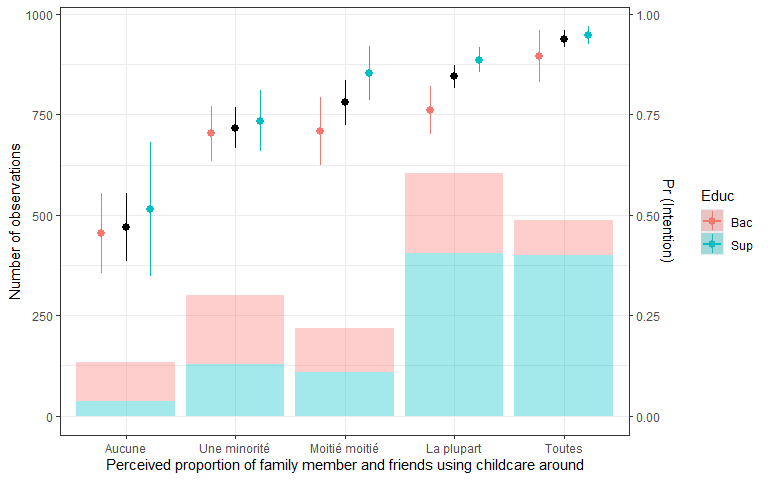 1000
750
500
250
0
Number of observations
1.00
0.75
0.50
0.25
0.00
Pr (Intention)
Educ
Bac
Sup
Aucune
Une minorité
Moitié moitié
La plupart
Toutes
Perceived proportion of family member and friends using childcare around